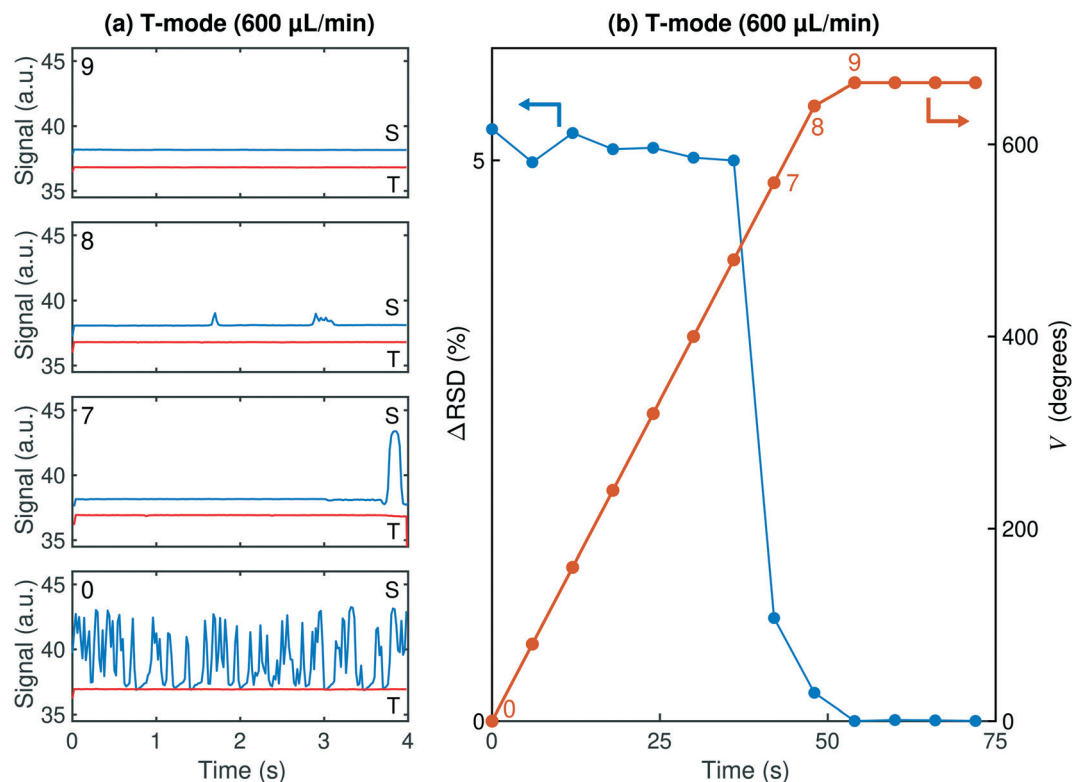 (a) T-mode (600 µL/min)
45
40
35
Signal (a.u.)
9
S
T
45
40
35
Signal (a.u.)
8
S
T
45
40
35
Signal (a.u.)
7
S
T
45
40
35
Signal (a.u.)
0
S
T
0 1 2 3 4
Time (s)
(b) T-mode (600 µL/min)
5
0
ΔRSD (%)
0
7
8
9
600
400
200
0
V (degrees)
0 25 50 75
Time (s)